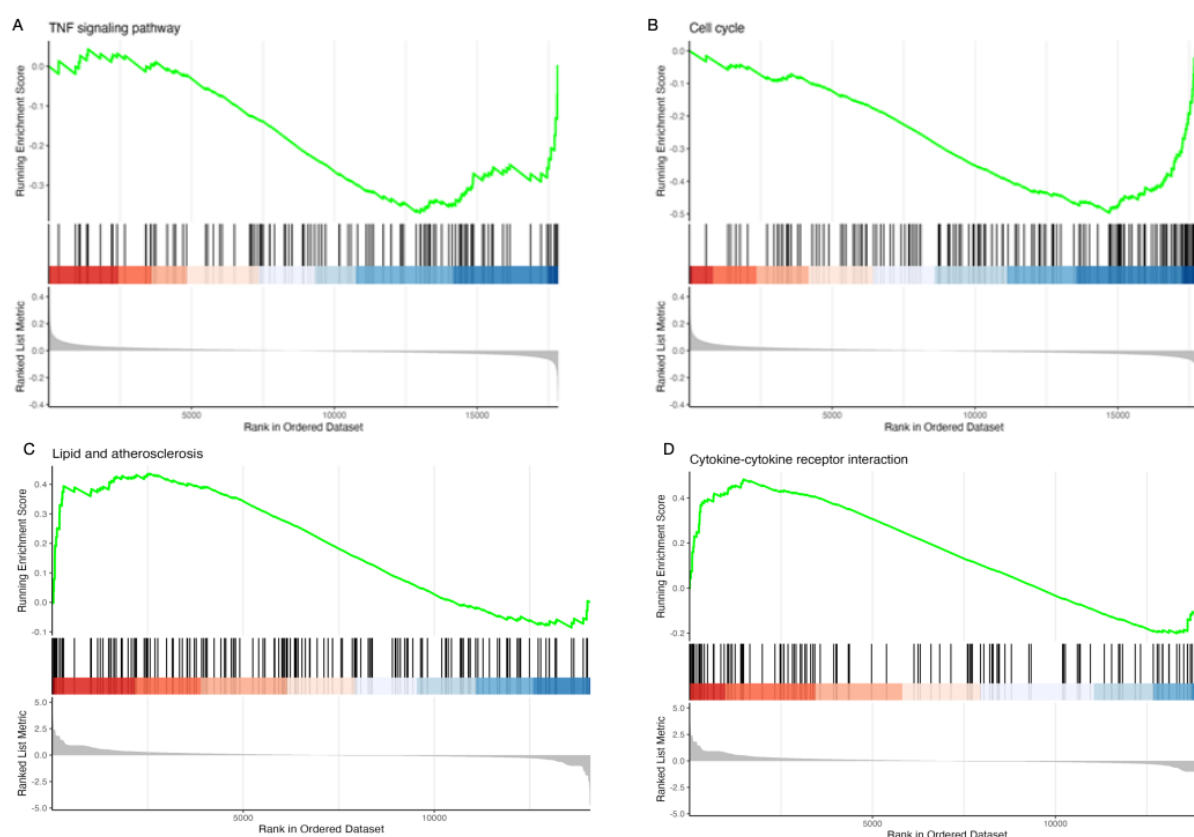 A
TNF signaling pathway
Running Enrichment Score
0.0
-0.1
-0.2
-0.3
Ranked List Metric
0.4
0.2
0.0
-0.2
-0.4
5000 10000 15000
Rank in Ordered Dataset
B
Cell cycle
Running Enrichment Score
0.0
-0.1
-0.2
-0.3
-0.4
-0.5
Ranked List Metric
0.4
0.2
0.0
-0.2
-0.4
5000 10000 15000
Rank in Ordered Dataset
C
Lipid and atherosclerosis
Running Enrichment Score
0.4
0.3
0.2
0.1
0.0
-0.1
Ranked List Metric
5.0
2.5
0.0
-2.5
-5.0
5000 10000
Rank in Ordered Dataset
D
Cytokine-cytokine receptor interaction
Running Enrichment Score
0.4
0.2
0.0
-0.2
Ranked List Metric
5.0
2.5
0.0
-2.5
-5.0
5000 10000
Rank in Ordered Dataset